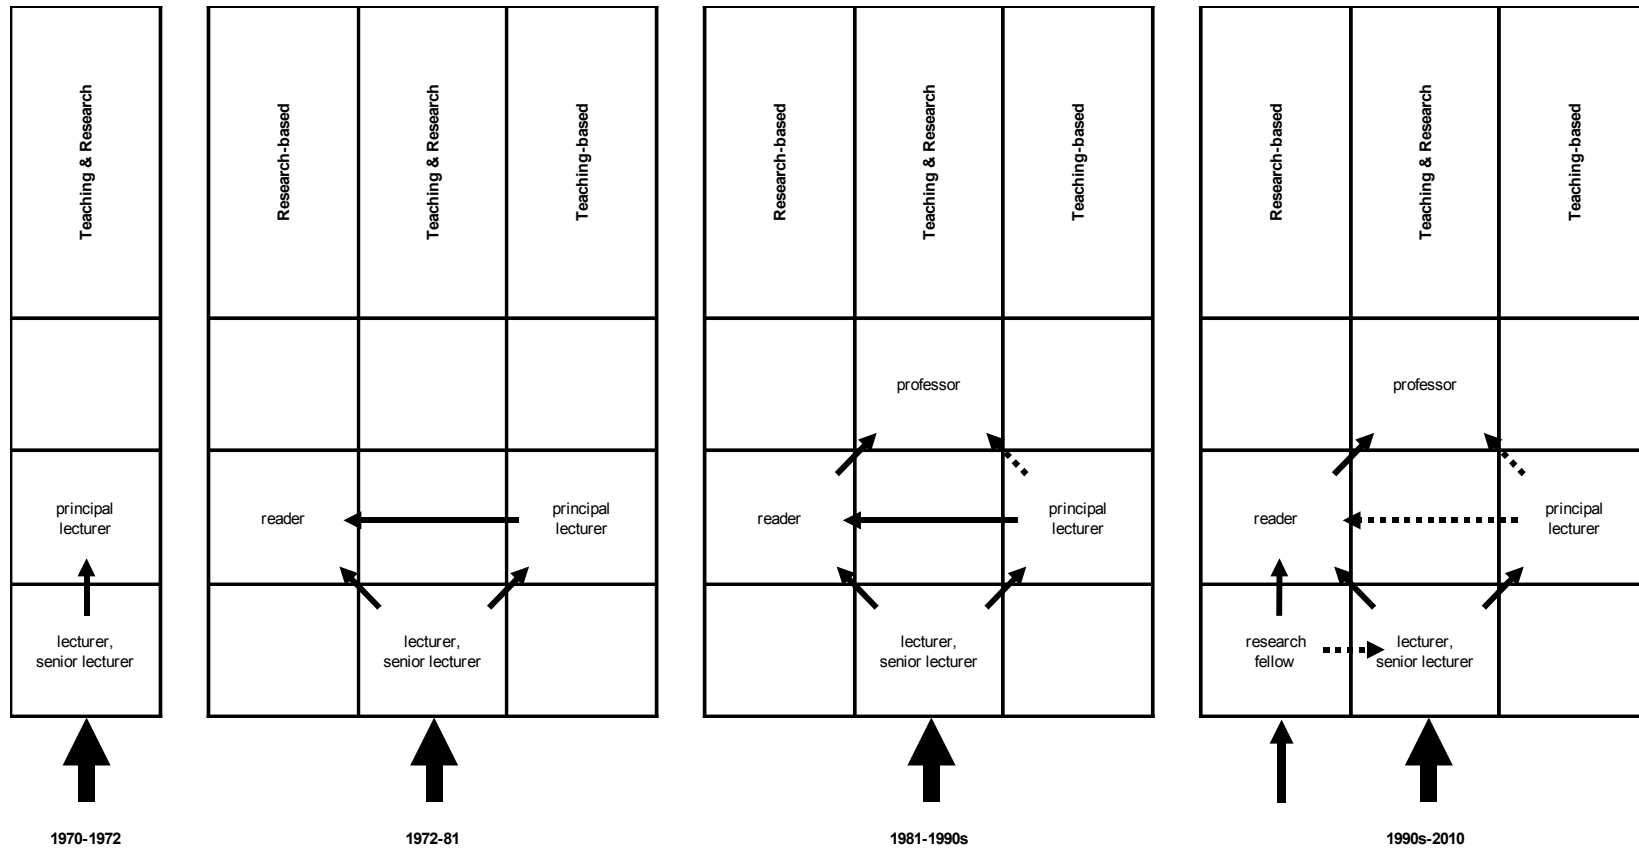 Teaching & Research
principal
lecturer
lecturer,
senior lecturer
1970-1972
Research-based
Teaching & Research
Teaching-based
reader
principal
lecturer
lecturer,
senior lecturer
1972-81
Research-based
Teaching & Research
Teaching-based
professor
reader
principal
lecturer
lecturer,
senior lecturer
1981-1990s
Research-based
Teaching & Research
Teaching-based
professor
reader
principal
lecturer
research
fellow
lecturer,
senior lecturer
1990s-2010